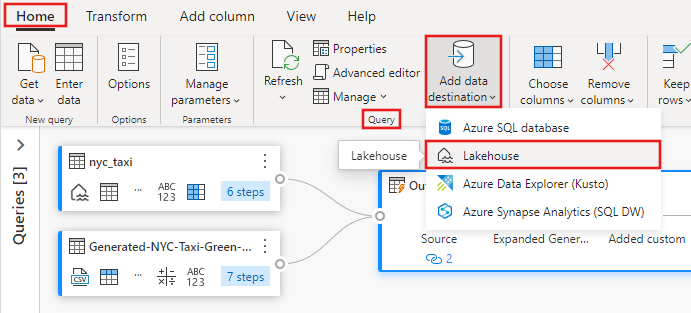 Home
Transform
Add column
View
Get
data
Enter
data
New query
Options
Options
Manage
parameters
Parameters
Refresh
Properties
Advanced editor
Manage
Query
Add data
destination
Choose
columns
Remove
columns
Keep
rows
Azure SQL database
Lakehouse
Azure Data Explorer (Kusto)
Azure Synapse Analytics (SQL DW)
Lakehouse
Queries [3]
nyc_taxi
ABC
123
6 steps
Generated-NYC-Taxi-Green-...
CSV
ABC
123
7 steps
Ou
Source
Expanded Gener...
Added custom
2